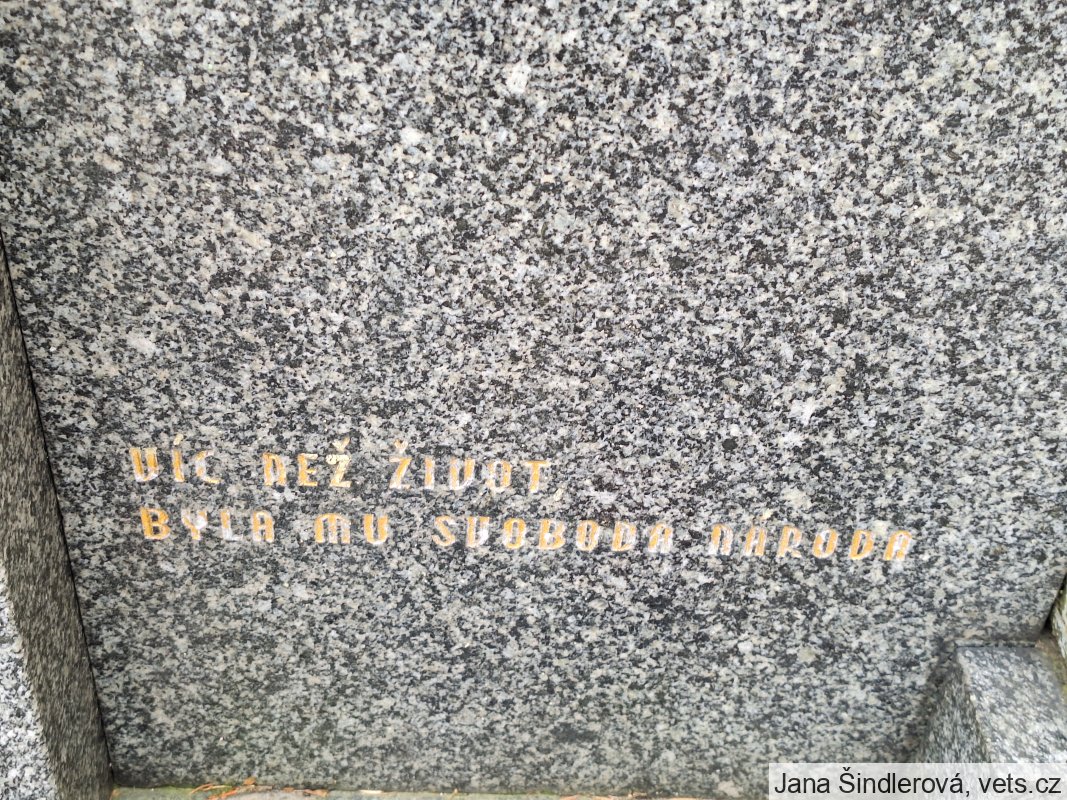 VÍC NEŽ ŽIVOT,
BYLA MU SVOBODA NÁRODA
Jana Šindlerová, vets.cz